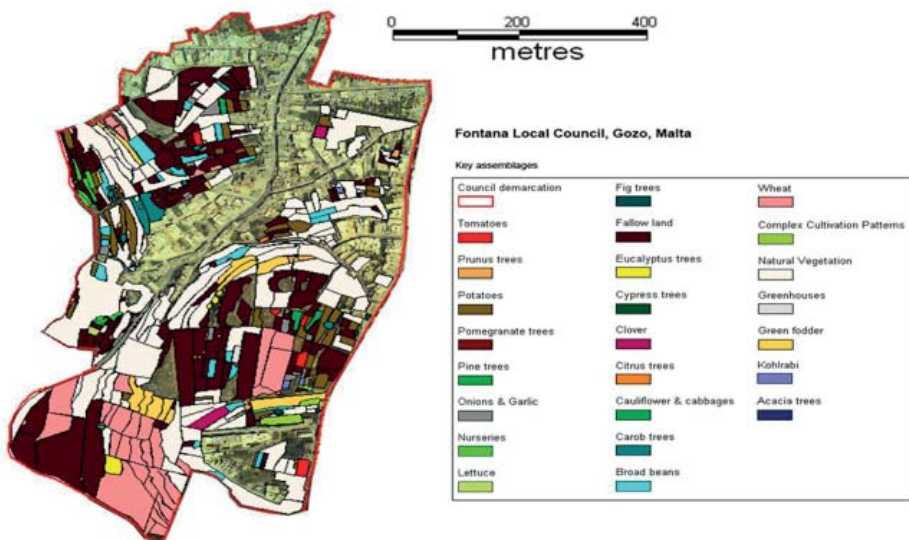 0 200 400
metres
Fontana Local Council, Gozo, Malta
Key assemblages
Council demarcation
Tomatoes
Prunus trees
Potatoes
Pomegranate trees
Pine trees
Onions & Garlic
Nurseries
Lettuce
Fig trees
Fallow land
Eucalyptus trees
Cypress trees
Clover
Citrus trees
Cauliflower & cabbages
Carob trees
Broad beans
Wheat
Complex Cultivation Patterns
Natural Vegetation
Greenhouses
Green fodder
Kohlrabi
Acacia trees